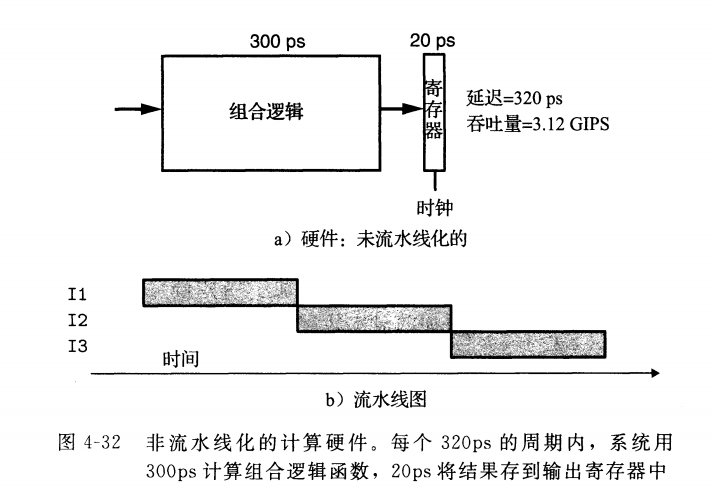 300 ps
20 ps
组合逻辑
寄存器
延迟=320 ps
吞吐量=3.12 GIPS
时钟
a）硬件：未流水线化的
I1
I2
I3
时间
b）流水线图
图 4-32 非流水线化的计算硬件。每个 320ps 的周期内，系统用
300ps 计算组合逻辑函数，20ps 将结果存到输出寄存器中